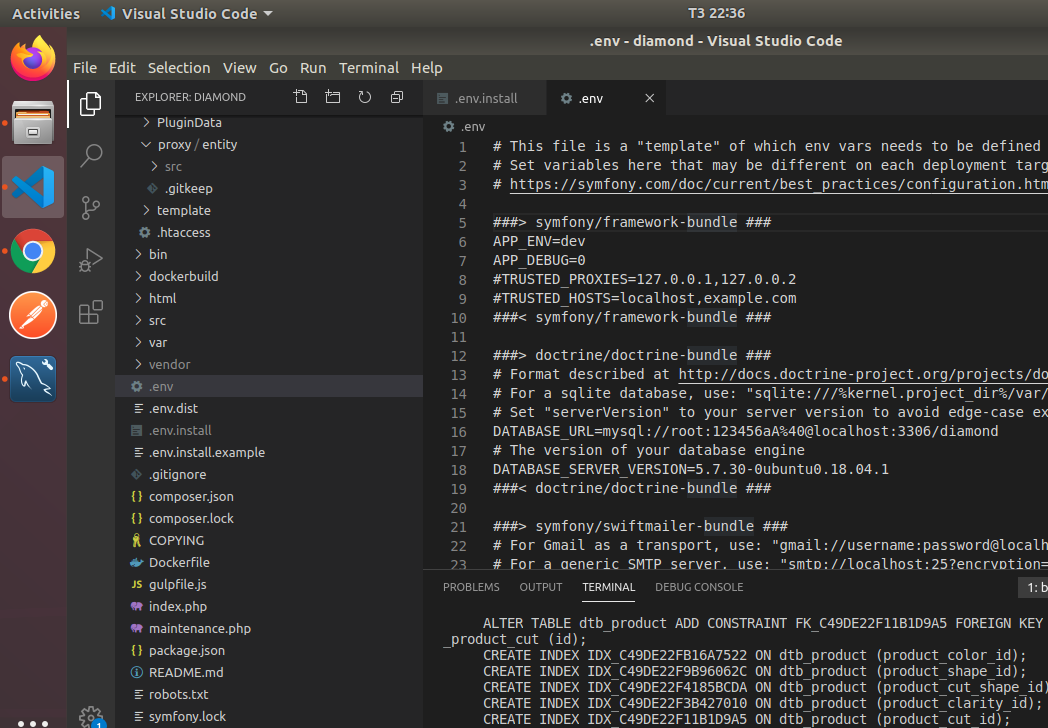 Activities Visual Studio Code T3 22:36
.env - diamond - Visual Studio Code
File Edit Selection View Go Run Terminal Help
EXPLORER: DIAMOND
PluginData
proxy / entity
src
.gitkeep
template
.htaccess
bin
dockerbuild
html
src
var
vendor
.env
.env.dist
.env.install
.env.install.example
.gitignore
{} composer.json
{} composer.lock
COPYING
Dockerfile
JS gulpfile.js
index.php
maintenance.php
{} package.json
README.md
robots.txt
symfony.lock
1
.env.install .env
.env
1 # This file is a "template" of which env vars needs to be defined
2 # Set variables here that may be different on each deployment targ
3 # https://symfony.com/doc/current/best_practices/configuration.htm
4
5 ###> symfony/framework-bundle ###
6 APP_ENV=dev
7 APP_DEBUG=0
8 #TRUSTED_PROXIES=127.0.0.1,127.0.0.2
9 #TRUSTED_HOSTS=localhost,example.com
10 ###< symfony/framework-bundle ###
11
12 ###> doctrine/doctrine-bundle ###
13 # Format described at http://docs.doctrine-project.org/projects/do
14 # For a sqlite database, use: "sqlite:///%kernel.project_dir%/var/
15 # Set "serverVersion" to your server version to avoid edge-case ex
16 DATABASE_URL=mysql://root:123456aA%40@localhost:3306/diamond
17 # The version of your database engine
18 DATABASE_SERVER_VERSION=5.7.30-0ubuntu0.18.04.1
19 ###< doctrine/doctrine-bundle ###
20
21 ###> symfony/swiftmailer-bundle ###
22 # For Gmail as a transport, use: "gmail://username:password@localh
23 # For a generic SMTP server, use: "smtp://localhost:25?encryption=
PROBLEMS OUTPUT TERMINAL DEBUG CONSOLE 1: b
ALTER TABLE dtb_product ADD CONSTRAINT FK_C49DE22F11B1D9A5 FOREIGN KEY
_product_cut (id);
CREATE INDEX IDX_C49DE22FB16A7522 ON dtb_product (product_color_id);
CREATE INDEX IDX_C49DE22F9B96062C ON dtb_product (product_shape_id);
CREATE INDEX IDX_C49DE22F4185BCDA ON dtb_product (product_cut_shape_id)
CREATE INDEX IDX_C49DE22F3B427010 ON dtb_product (product_clarity_id);
CREATE INDEX IDX_C49DE22F11B1D9A5 ON dtb_product (product_cut_id);